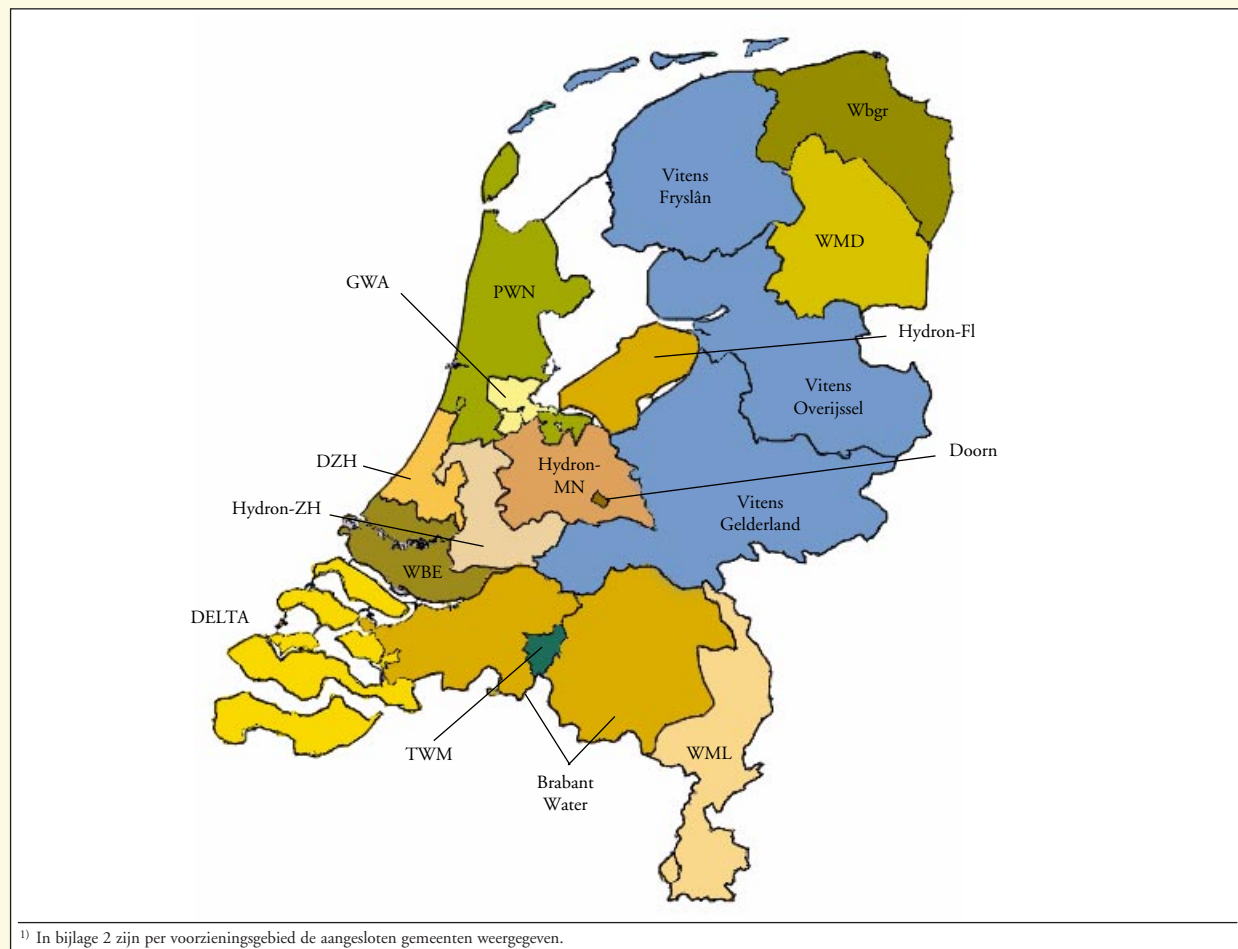 Wbgr
Vitens
Fryslân
WMD
GWA
PWN
Hydron-Fl
Vitens
Overijssel
DZH
Hydron-
MN
Doorn
Hydron-ZH
Vitens
Gelderland
WBE
DELTA
TWM
WML
Brabant
Water
1) In bijlage 2 zijn per voorzieningsgebied de aangesloten gemeenten weergegeven.